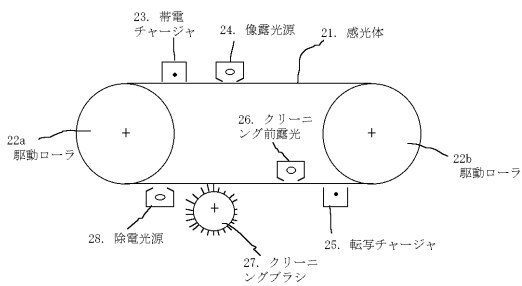 23. 帯電
チャージャ
24. 像露光源
21. 感光体
22a
駆動ローラ
26. クリーニ
ング前露光
22b
駆動ローラ
28. 除電光源
27. クリーニ
ングブラシ
25. 転写チャージャ